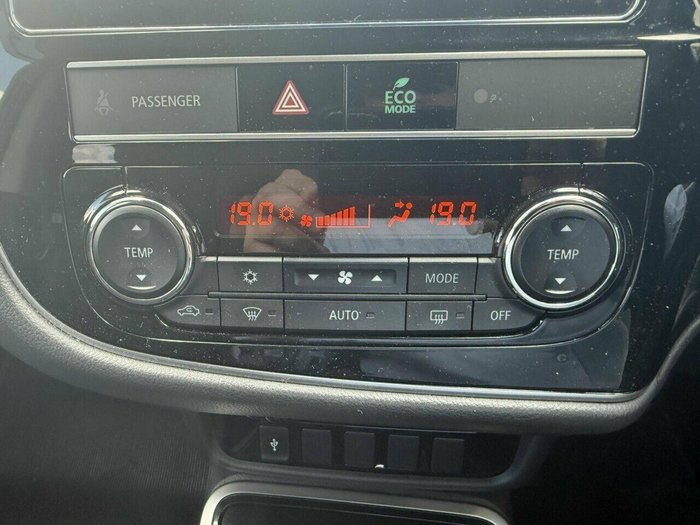 PASSENGER
ECO
MODE
19.0 19.0
TEMP
TEMP
MODE
AUTO
OFF